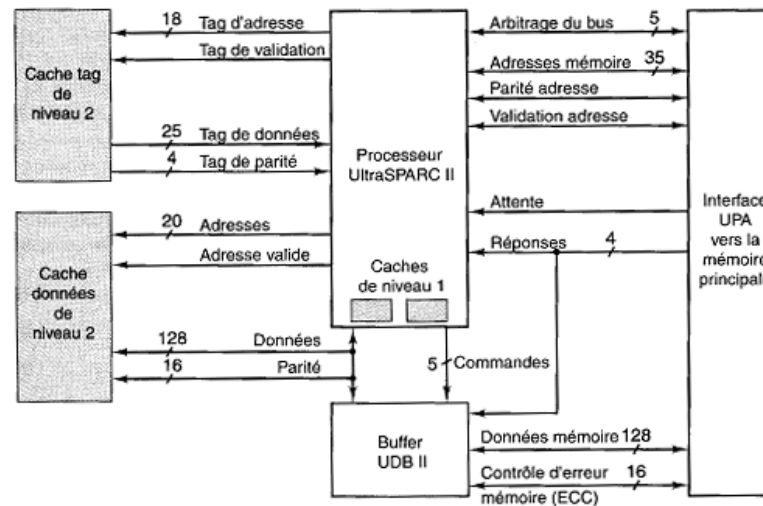 18 Tag d'adresse
Tag de validation
Cache tag
de
niveau 2
25 Tag de données
4 Tag de parité
Processeur
UltraSPARC II
Arbitrage du bus 5
Adresses mémoire 35
Parité adresse
Validation adresse
Attente
Réponses 4
Interface
UPA
vers la
mémoire
principale
20 Adresses
Adresse valide
Cache
données
de
niveau 2
Caches
de niveau 1
128 Données
16 Parité
5 Commandes
Buffer
UDB II
Données mémoire 128
Contrôle d'erreur 16
mémoire (ECC)